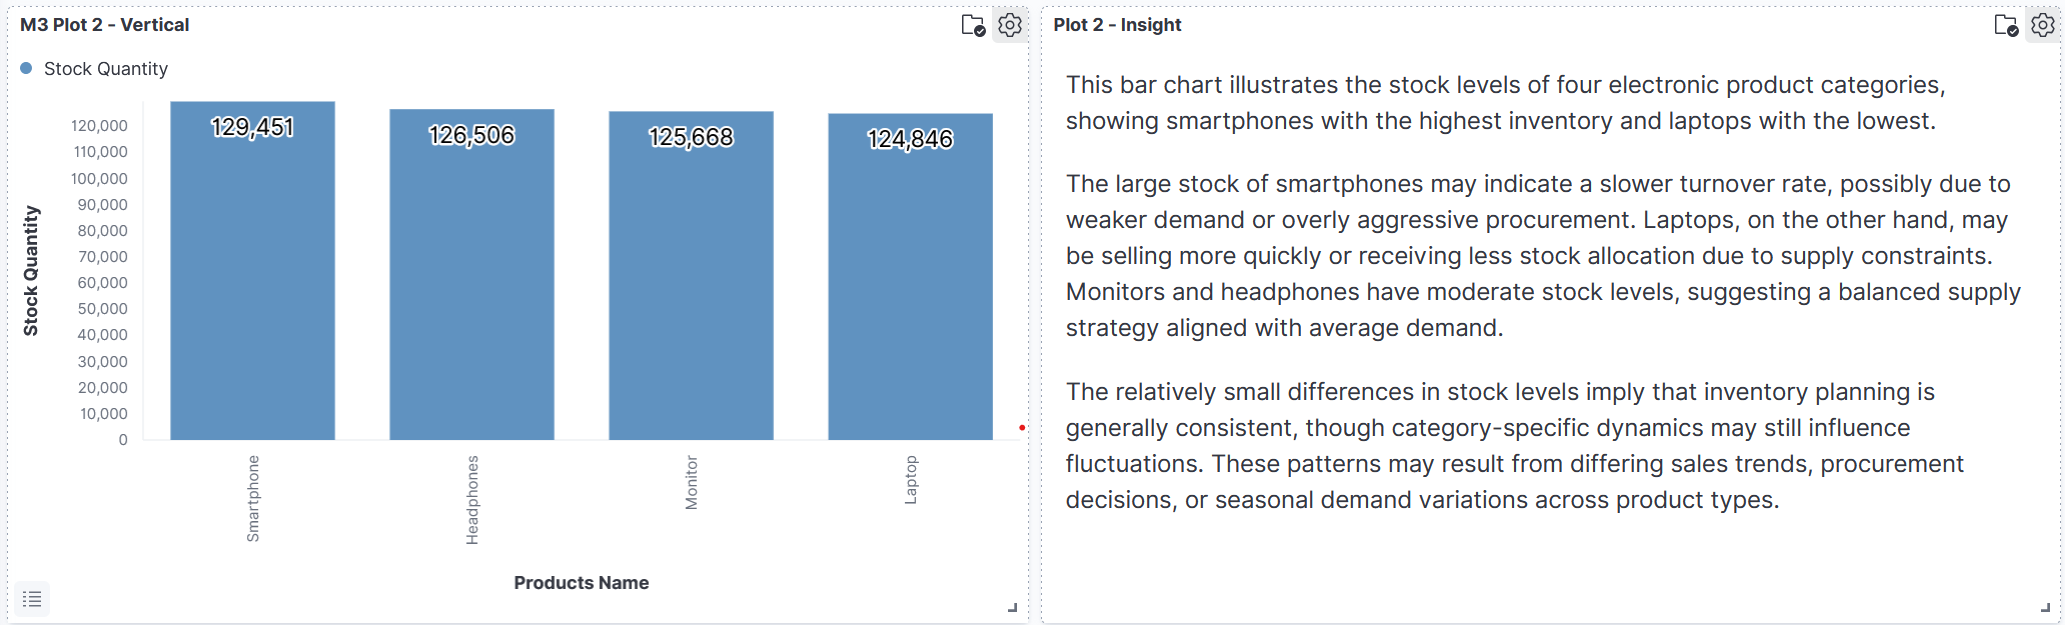 M3 Plot 2 - Vertical
Stock Quantity
129,451
126,506
125,668
124,846
120,000
110,000
100,000
90,000
80,000
70,000
60,000
50,000
40,000
30,000
20,000
10,000
0
Stock Quantity
Smartphone
Headphones
Monitor
Laptop
Products Name
Plot 2 - Insight
This bar chart illustrates the stock levels of four electronic product categories,
showing smartphones with the highest inventory and laptops with the lowest.
The large stock of smartphones may indicate a slower turnover rate, possibly due to
weaker demand or overly aggressive procurement. Laptops, on the other hand, may
be selling more quickly or receiving less stock allocation due to supply constraints.
Monitors and headphones have moderate stock levels, suggesting a balanced supply
strategy aligned with average demand.
The relatively small differences in stock levels imply that inventory planning is
generally consistent, though category-specific dynamics may still influence
fluctuations. These patterns may result from differing sales trends, procurement
decisions, or seasonal demand variations across product types.